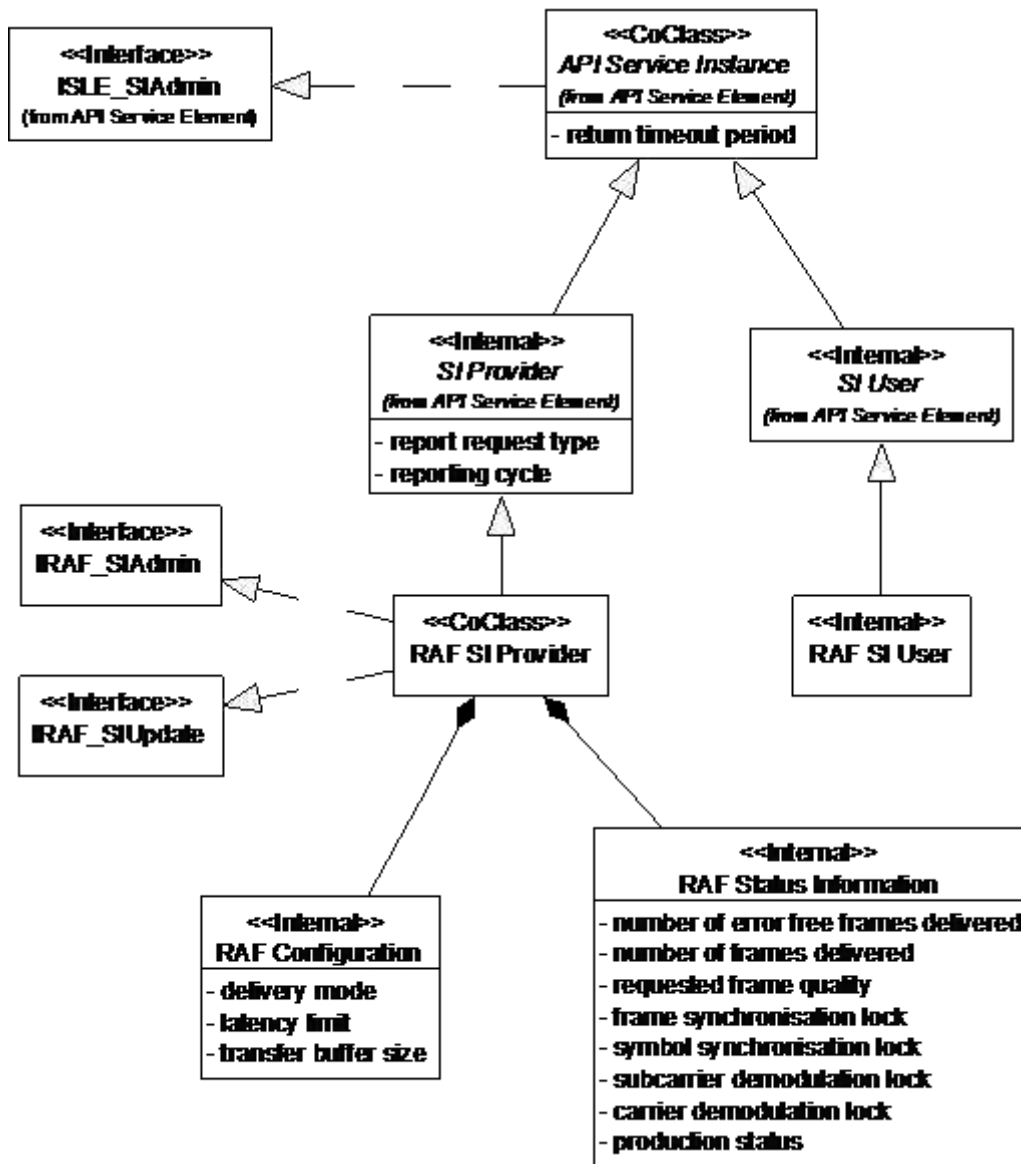 <<Interface>>
ISLE_SIAdmin
(from API Service Element)
<<CoClass>>
API Service Instance
(from API Service Element)
- return timeout period
<<Internal>>
SI Provider
(from API Service Element)
- report request type
- reporting cycle
<<Internal>>
SI User
(from API Service Element)
<<Interface>>
IRAF_SIAdmin
<<CoClass>>
RAF SI Provider
<<Internal>>
RAF SI User
<<Interface>>
IRAF_SIUpdate
<<Internal>>
RAF Configuration
- delivery mode
- latency limit
- transfer buffer size
<<Internal>>
RAF Status Information
- number of error free frames delivered
- number of frames delivered
- requested frame quality
- frame synchronisation lock
- symbol synchronisation lock
- subcarrier demodulation lock
- carrier demodulation lock
- production status